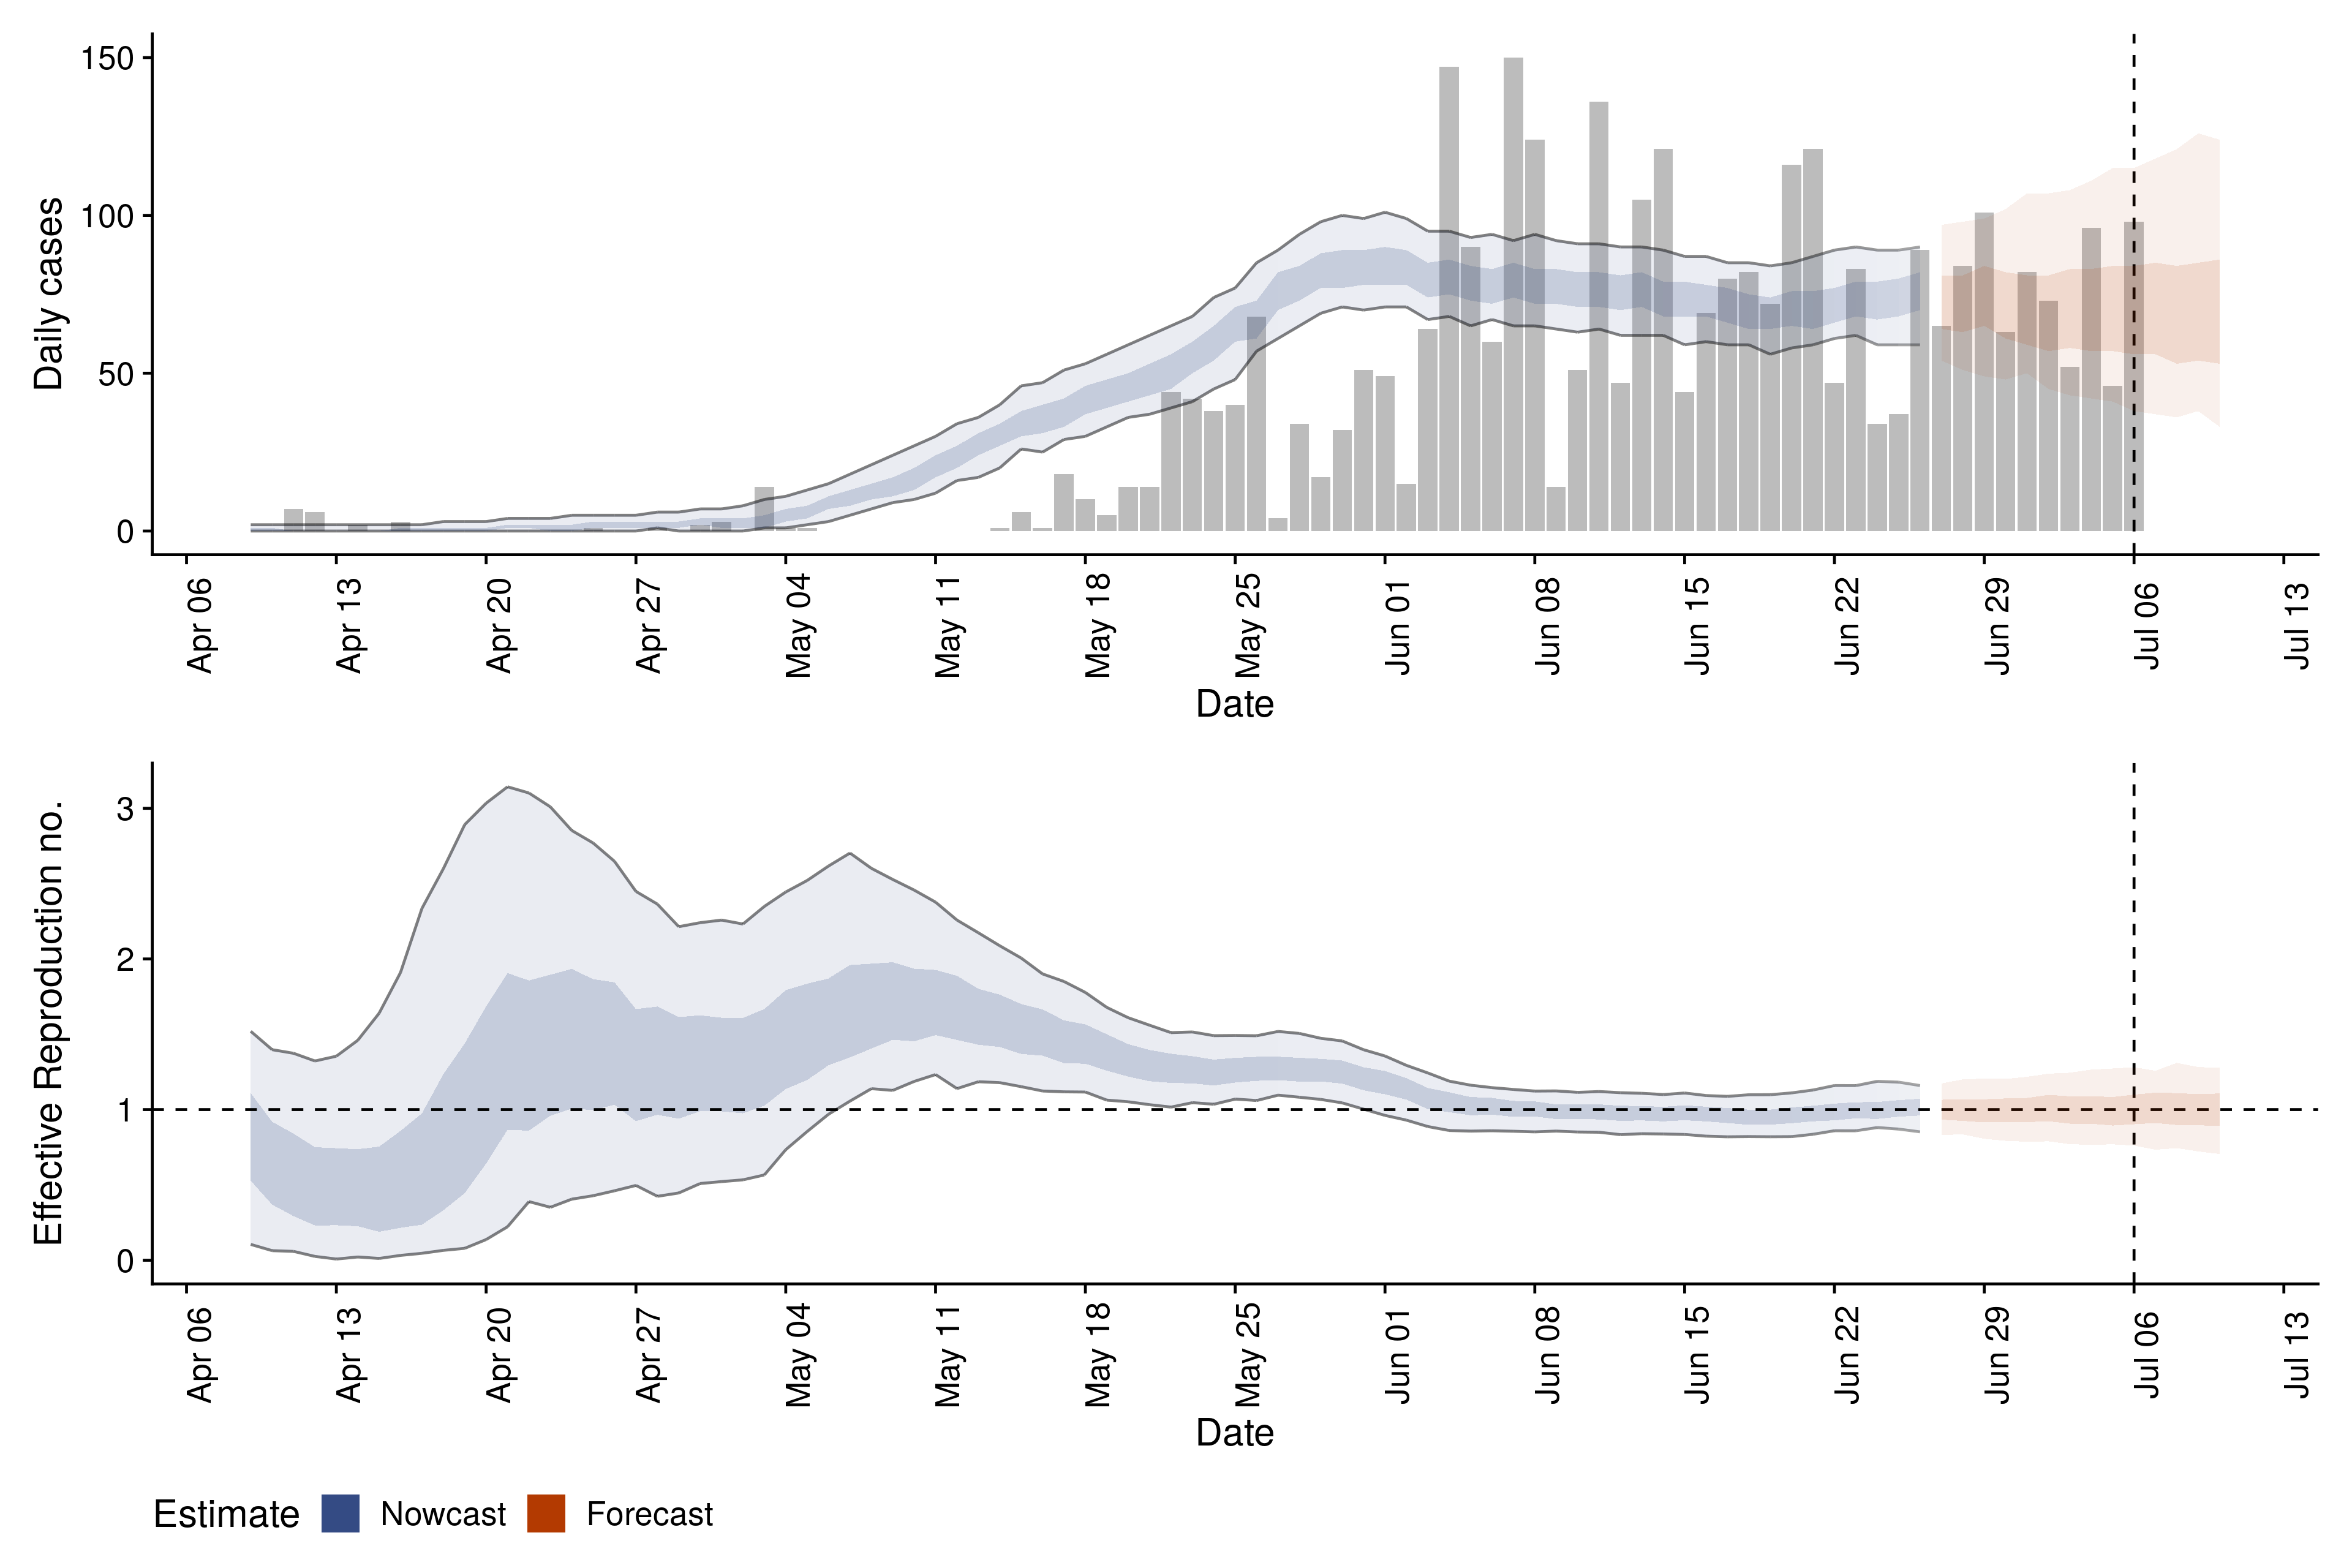 Daily cases
150
100
50
0
Apr 06
Apr 13
Apr 20
Apr 27
May 04
May 11
May 18
May 25
Jun 01
Jun 08
Jun 15
Jun 22
Jun 29
Jul 06
Jul 13
Date
Effective Reproduction no.
3
2
1
0
Apr 06
Apr 13
Apr 20
Apr 27
May 04
May 11
May 18
May 25
Jun 01
Jun 08
Jun 15
Jun 22
Jun 29
Jul 06
Jul 13
Date
Estimate Nowcast Forecast